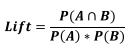 Lift = P(A ∩ B) / P(A) * P(B)